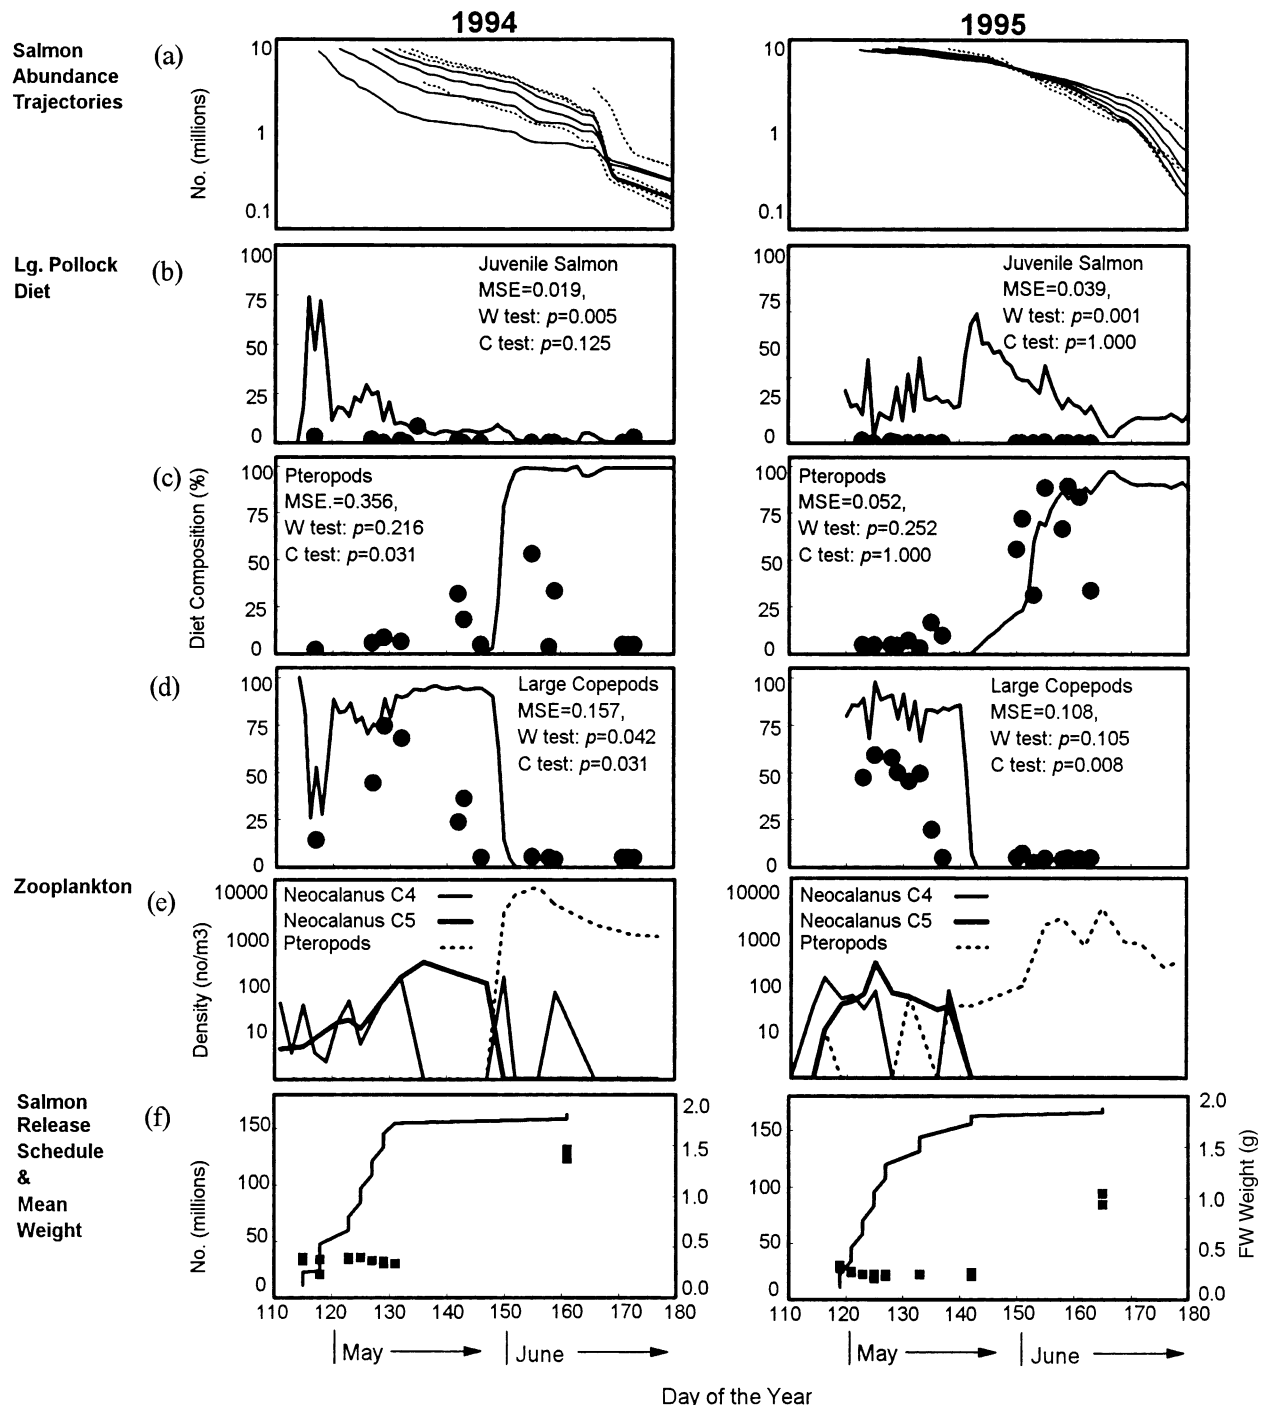 1994
1995
Salmon
Abundance
Trajectories
(a)
No. (millions)
10
1
0.1
10
1
0.1
Lg. Pollock
Diet
(b)
100
75
50
25
0
Juvenile Salmon
MSE=0.019,
W test: p=0.005
C test: p=0.125
100
75
50
25
0
Juvenile Salmon
MSE=0.039,
W test: p=0.001
C test: p=1.000
(c)
Diet Composition (%)
100
75
50
25
0
Pteropods
MSE.=0.356,
W test: p=0.216
C test: p=0.031
100
75
50
25
0
Pteropods
MSE=0.052,
W test: p=0.252
C test: p=1.000
(d)
100
75
50
25
0
Large Copepods
MSE=0.157,
W test: p=0.042
C test: p=0.031
100
75
50
25
0
Large Copepods
MSE=0.108,
W test: p=0.105
C test: p=0.008
Zooplankton
(e)
Density (no/m3)
10000
1000
100
10
Neocalanus C4
Neocalanus C5
Pteropods
10000
1000
100
10
Neocalanus C4
Neocalanus C5
Pteropods
Salmon
Release
Schedule
&
Mean
Weight
(f)
No. (millions)
150
100
50
0
2.0
1.5
1.0
0.5
0.0
150
100
50
0
2.0
1.5
1.0
0.5
0.0
FW Weight (g)
110 120 130 140 150 160 170 180
110 120 130 140 150 160 170 180
May
June
May
June
Day of the Year